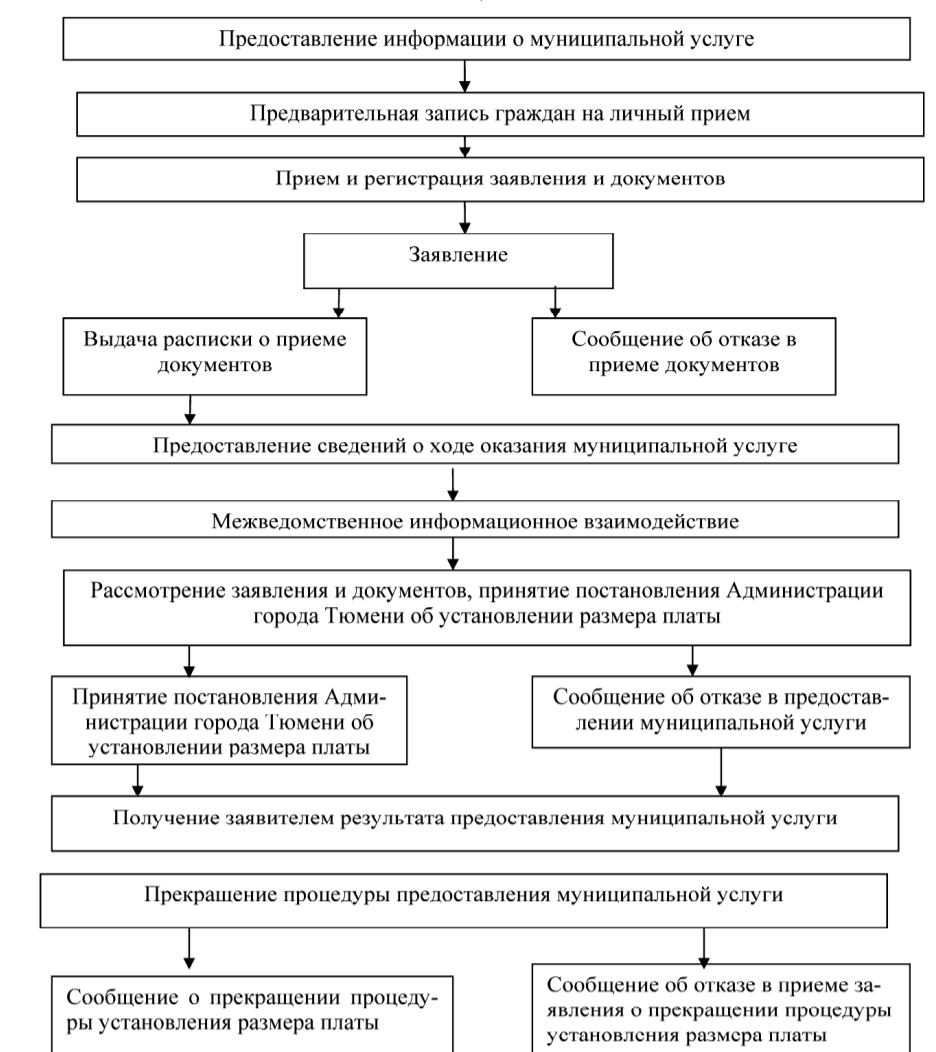 Предоставление информации о муниципальной услуге
Предварительная запись граждан на личный прием
Прием и регистрация заявления и документов
Заявление
Выдача расписки о приеме
документов
Сообщение об отказе в
приеме документов
Предоставление сведений о ходе оказания муниципальной услуге
Межведомственное информационное взаимодействие
Рассмотрение заявления и документов, принятие постановления Администрации
города Тюмени об установлении размера платы
Принятие постановления Адми-
нистрации города Тюмени об
установлении размера платы
Сообщение об отказе в предостав-
лении муниципальной услуги
Получение заявителем результата предоставления муниципальной услуги
Прекращение процедуры предоставления муниципальной услуги
Сообщение о прекращении процеду-
ры установления размера платы
Сообщение об отказе в приеме за-
явления о прекращении процедуры
установления размера платы